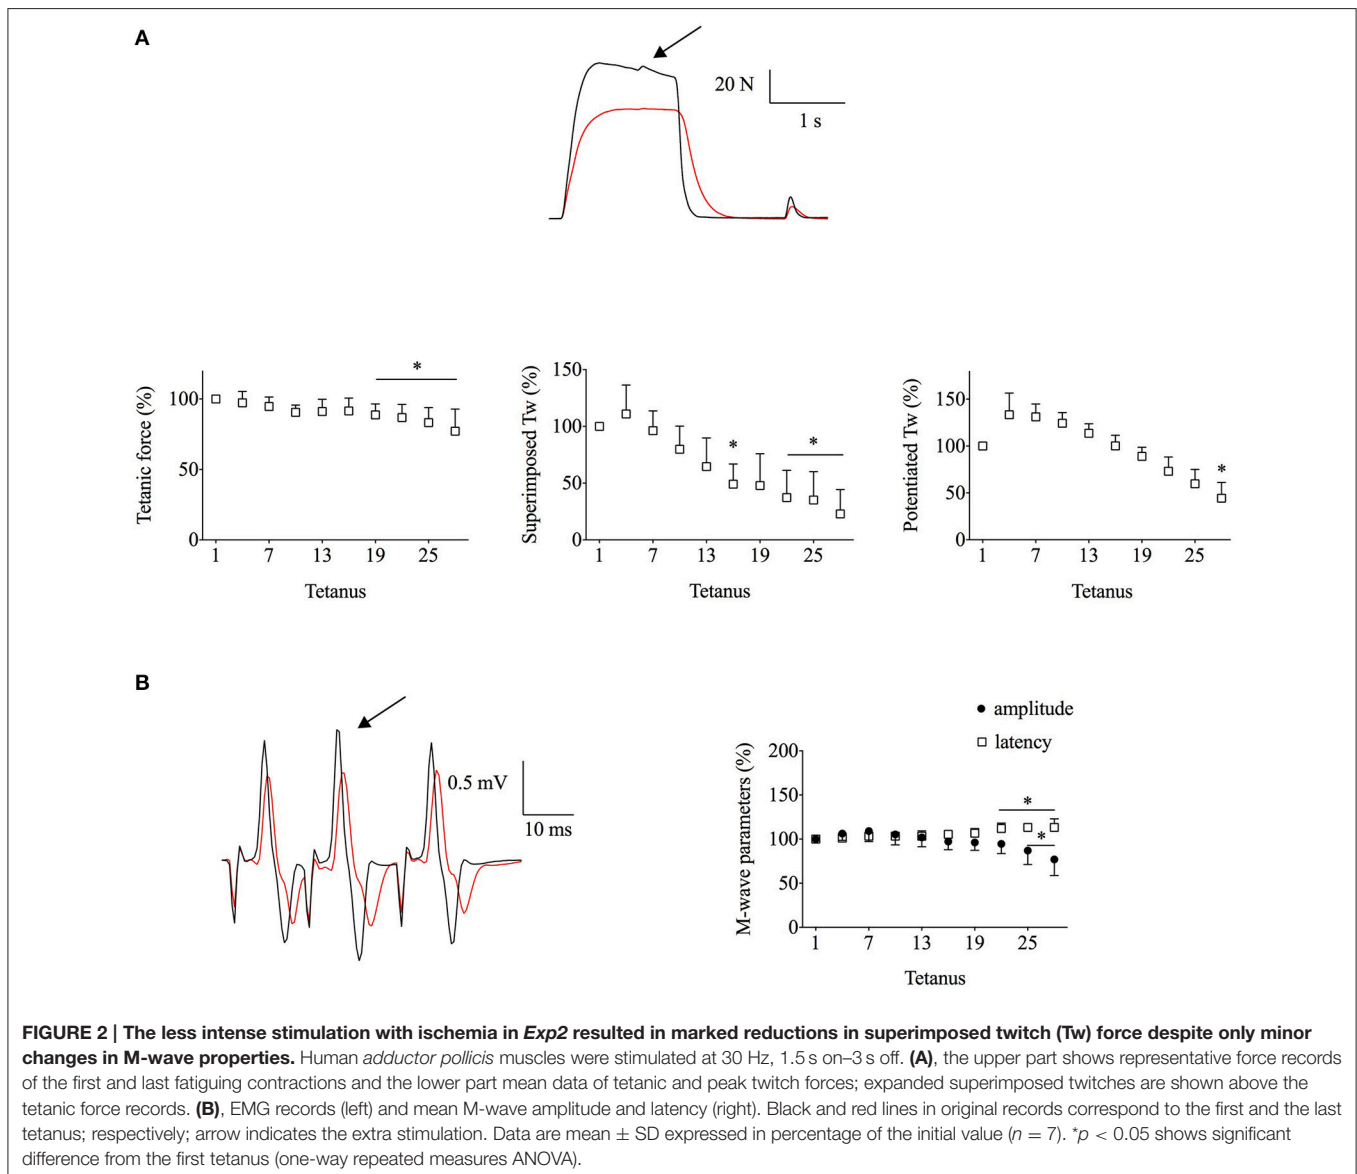 A
20 N
1 s
Tetanic force (%)
100
50
0
*
1 7 13 19 25
Tetanus
Superimposed Tw (%)
150
100
50
0
*
*
1 7 13 19 25
Tetanus
Potentiated Tw (%)
150
100
50
0
*
1 7 13 19 25
Tetanus
B
0.5 mV
10 ms
amplitude
latency
M-wave parameters (%)
200
150
100
50
0
*
*
1 7 13 19 25
Tetanus
FIGURE 2 | The less intense stimulation with ischemia in Exp2 resulted in marked reductions in superimposed twitch (Tw) force despite only minor
changes in M-wave properties. Human adductor pollicis muscles were stimulated at 30 Hz, 1.5 s on–3 s off. (A), the upper part shows representative force records
of the first and last fatiguing contractions and the lower part mean data of tetanic and peak twitch forces; expanded superimposed twitches are shown above the
tetanic force records. (B), EMG records (left) and mean M-wave amplitude and latency (right). Black and red lines in original records correspond to the first and the last
tetanus; respectively; arrow indicates the extra stimulation. Data are mean ± SD expressed in percentage of the initial value (n = 7). *p < 0.05 shows significant
difference from the first tetanus (one-way repeated measures ANOVA).